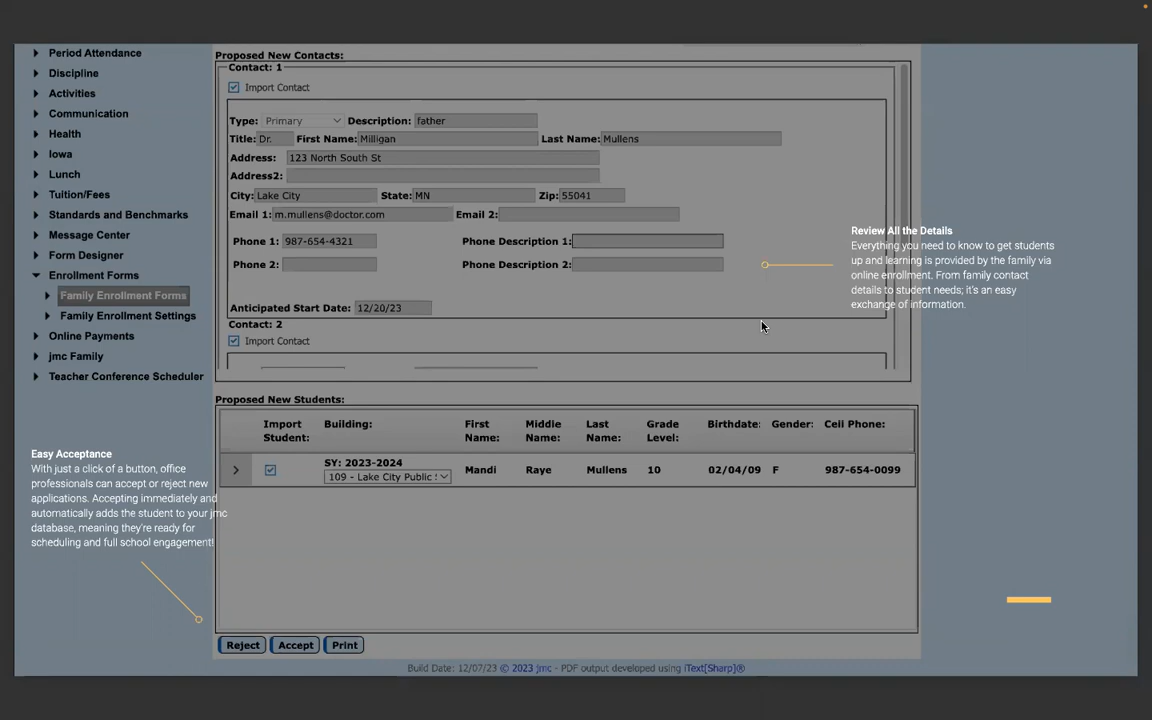 Period Attendance
Discipline
Activities
Communication
Health
Iowa
Lunch
Tuition/Fees
Standards and Benchmarks
Message Center
Form Designer
Enrollment Forms
Family Enrollment Forms
Family Enrollment Settings
Online Payments
jmc Family
Teacher Conference Scheduler
Proposed New Contacts:
Contact: 1
Import Contact
Type: Primary Description: father
Title: Dr. First Name: Milligan Last Name: Mullens
Address: 123 North South St
Address2:
City: Lake City State: MN Zip: 55041
Email 1: m.mullens@doctor.com Email 2:
Phone 1: 987-654-4321 Phone Description 1:
Phone 2: Phone Description 2:
Anticipated Start Date: 12/20/23
Contact: 2
Import Contact
Review All the Details
Everything you need to know to get students
up and learning is provided by the family via
online enrollment. From family contact
details to student needs; it's an easy
exchange of information.
Proposed New Students:
Import Student: Building: First Name: Middle Name: Last Name: Grade Level: Birthdate: Gender: Cell Phone:
SY: 2023-2024
109 - Lake City Public : Mandi Raye Mullens 10 02/04/09 F 987-654-0099
Easy Acceptance
With just a click of a button, office
professionals can accept or reject new
applications. Accepting immediately and
automatically adds the student to your jmc
database, meaning they're ready for
scheduling and full school engagement!
Reject Accept Print
Build Date: 12/07/23 © 2023 jmc - PDF output developed using iText[Sharp]®